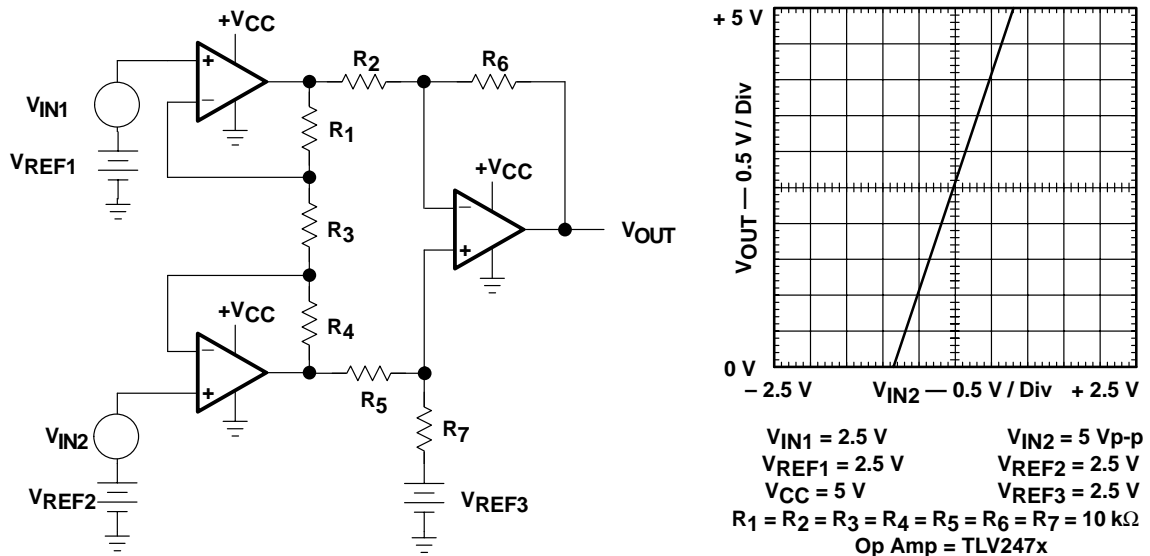 +VCC
+
–
VIN1
VREF1
R2
R6
R1
R3
+VCC
–
+
VOUT
R4
+VCC
–
+
R5
R7
VIN2
VREF2
VREF3
+ 5 V
VOUT — 0.5 V / Div
0 V
– 2.5 V
VIN2 — 0.5 V / Div
+ 2.5 V
VIN1 = 2.5 V VIN2 = 5 Vp-p
VREF1 = 2.5 V VREF2 = 2.5 V
VCC = 5 V VREF3 = 2.5 V
R1 = R2 = R3 = R4 = R5 = R6 = R7 = 10 kΩ
Op Amp = TLV247x